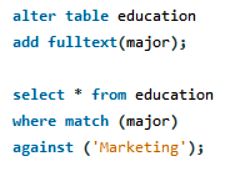 alter table education
add fulltext(major);
select * from education
where match (major)
against ('Marketing');